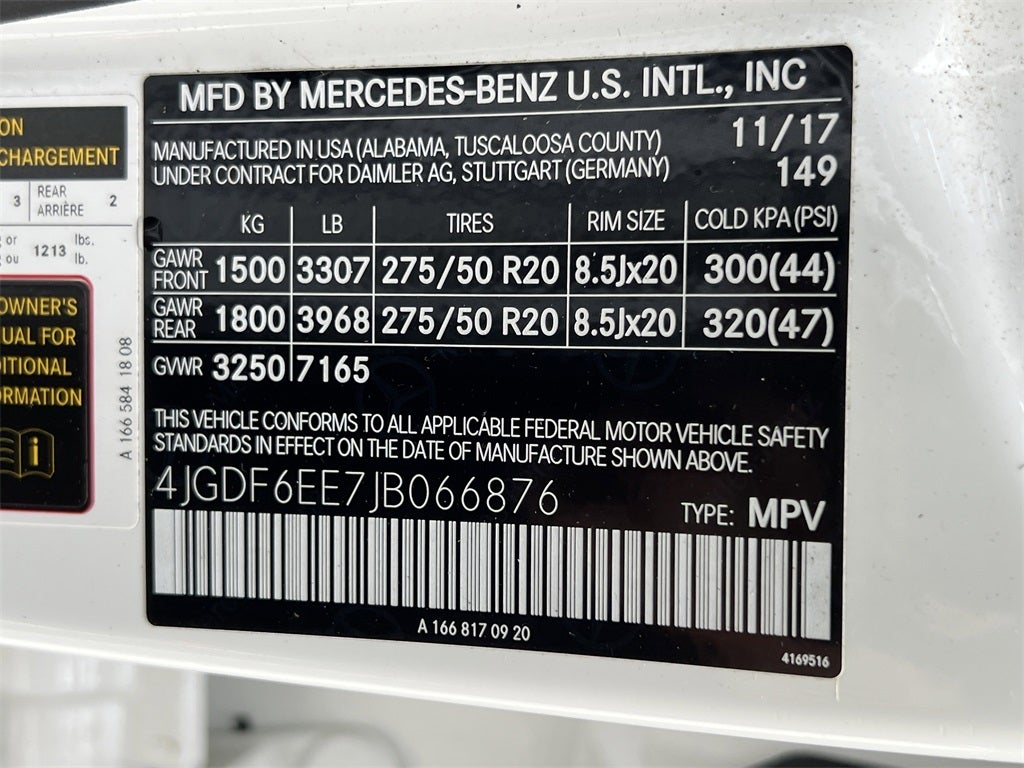 ON
CHARGEMENT
3 REAR ARRIÈRE 2
or 1213 lbs.
ou lb.
OWNER'S
UAL FOR
DITIONAL
ORMATION
i
A 166 584 18 08
MFD BY MERCEDES-BENZ U.S. INTL., INC
MANUFACTURED IN USA (ALABAMA, TUSCALOOSA COUNTY) 11/17
UNDER CONTRACT FOR DAIMLER AG, STUTTGART (GERMANY) 149
KG LB TIRES RIM SIZE COLD KPA (PSI)
GAWR FRONT 1500 3307 275/50 R20 8.5Jx20 300(44)
GAWR REAR 1800 3968 275/50 R20 8.5Jx20 320(47)
GVWR 3250 7165
THIS VEHICLE CONFORMS TO ALL APPLICABLE FEDERAL MOTOR VEHICLE SAFETY
STANDARDS IN EFFECT ON THE DATE OF MANUFACTURE SHOWN ABOVE.
4JGDF6EE7JB066876
TYPE: MPV
A 166 817 09 20
4169516